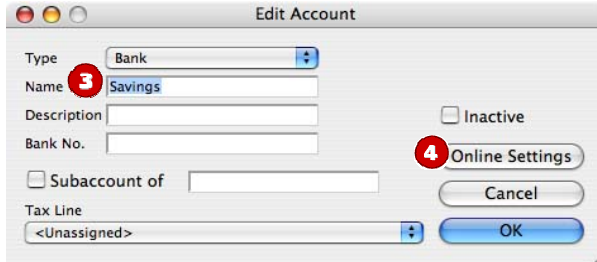 Edit Account
Type Bank
Name 3 Savings
Description
Inactive
Bank No.
4 Online Settings
Subaccount of
Cancel
Tax Line
<Unassigned>
OK